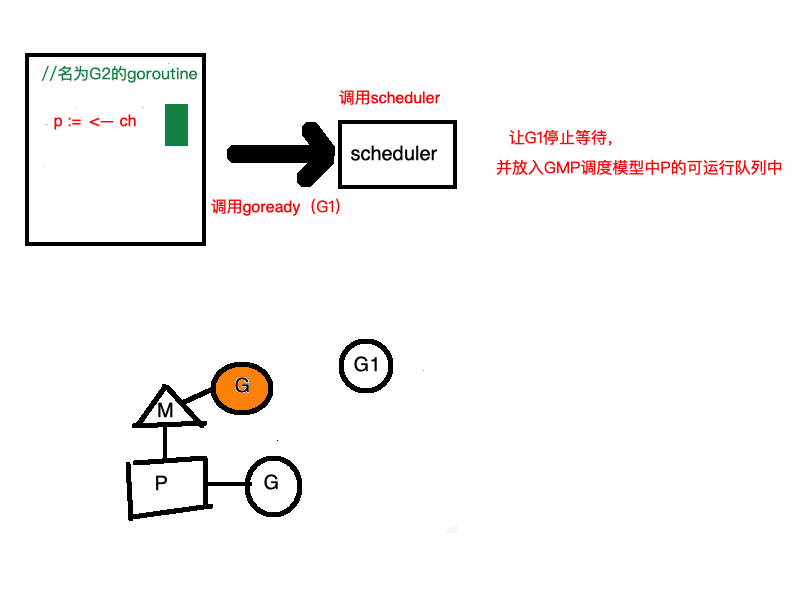 //名为G2的goroutine
p := <— ch
调用scheduler
scheduler
让G1停止等待，
并放入GMP调度模型中P的可运行队列中
调用goready（G1）
G1
G
M
P
G